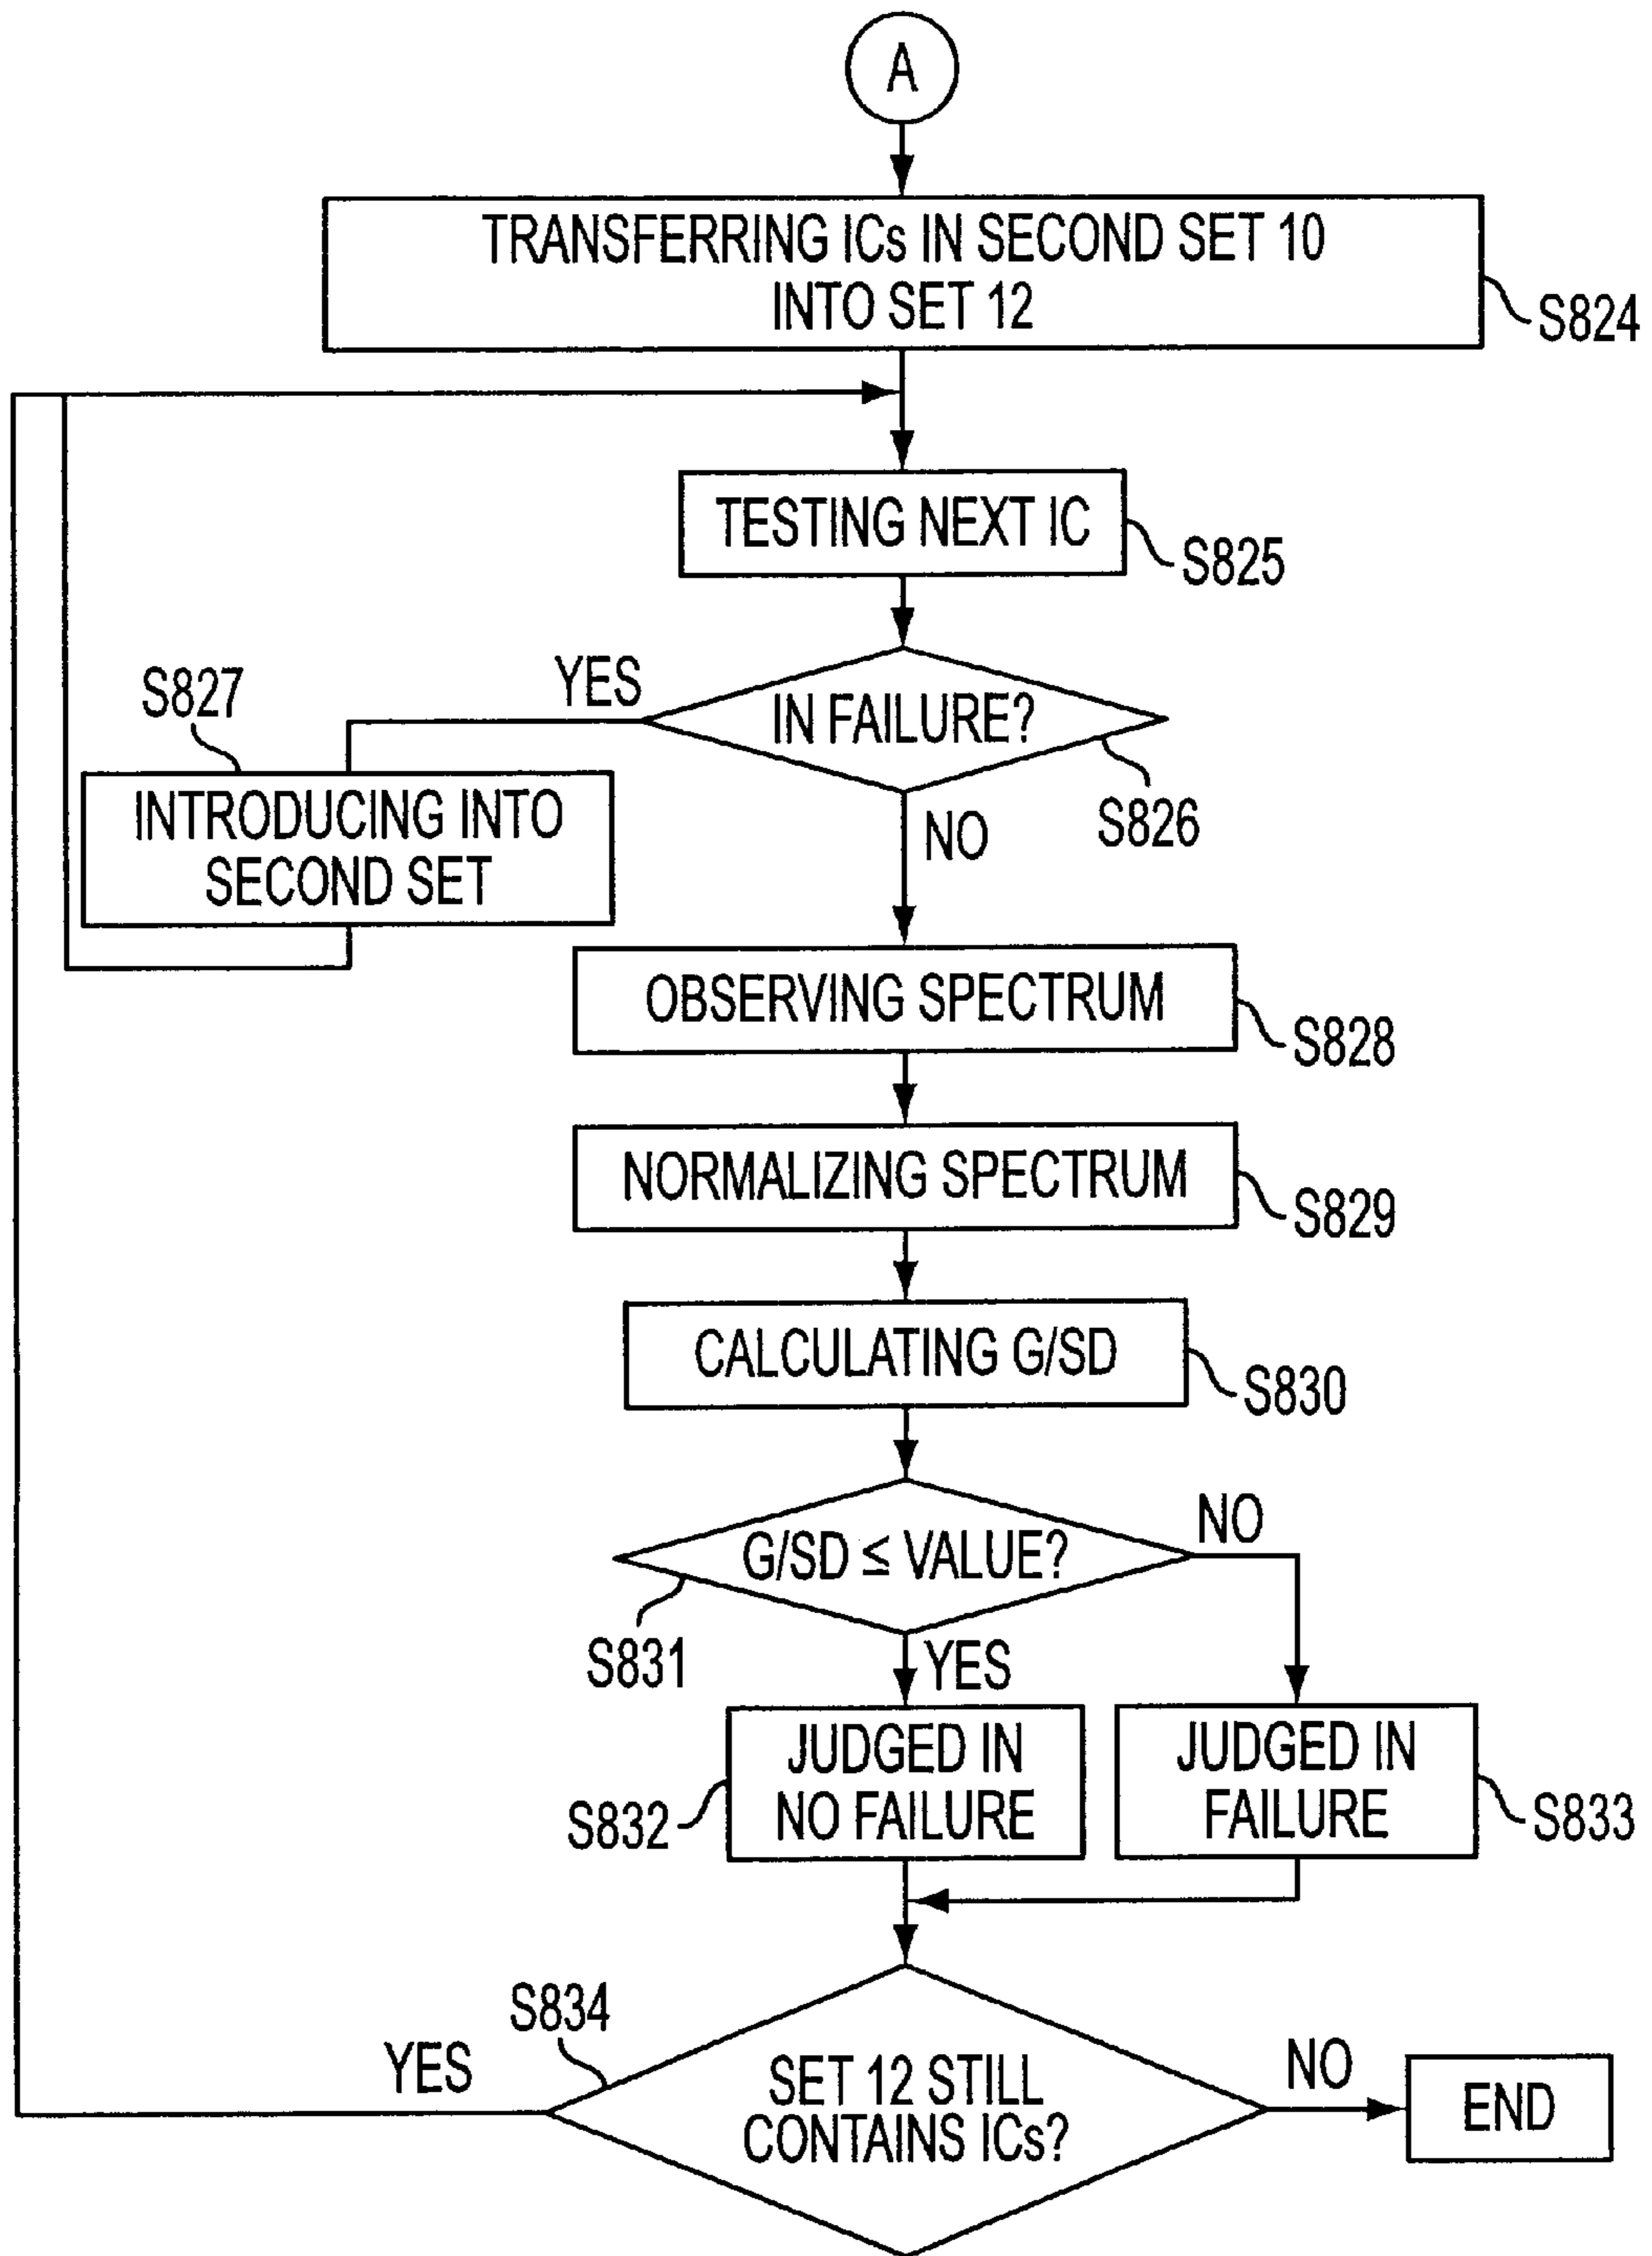 A
TRANSFERRING ICs IN SECOND SET 10
INTO SET 12
S824
TESTING NEXT IC
S825
IN FAILURE?
YES
S826
S827
INTRODUCING INTO
SECOND SET
NO
OBSERVING SPECTRUM
S828
NORMALIZING SPECTRUM
S829
CALCULATING G/SD
S830
G/SD ≤ VALUE?
NO
S831
YES
JUDGED IN
NO FAILURE
S832
JUDGED IN
FAILURE
S833
S834
YES
SET 12 STILL
CONTAINS ICs?
NO
END